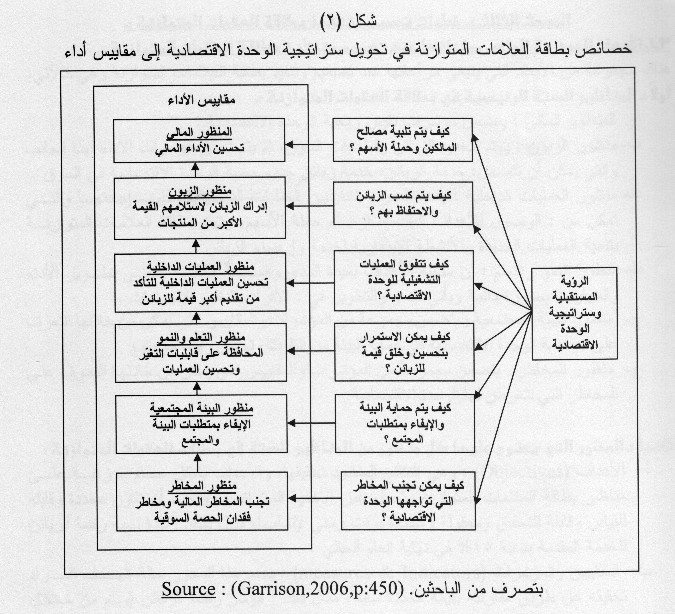 شكل (٢)
خصائص بطاقة العلامات المتوازنة في تحويل ستراتيجية الوحدة الاقتصادية إلى مقاييس أداء
الرؤية
المستقبلية
وستراتيجية
الوحدة
الاقتصادية
كيف يتم تلبية مصالح
المالكين وحملة الأسهم ؟
كيف يتم كسب الزبائن
والاحتفاظ بهم ؟
كيف تتفوق العمليات
التشغيلية للوحدة
الاقتصادية ؟
كيف يمكن الاستمرار
بتحسين وخلق قيمة
للزبائن ؟
كيف يتم حماية البيئة
والإيفاء بمتطلبات
المجتمع ؟
كيف يمكن تجنب المخاطر
التي تواجهها الوحدة
الاقتصادية ؟
مقاييس الأداء
المنظور المالي
تحسين الأداء المالي
منظور الزبون
إدراك الزبائن لاستلامهم القيمة
الأكبر من المنتجات
منظور العمليات الداخلية
تحسين العمليات الداخلية للتأكد
من تقديم أكبر قيمة للزبائن
منظور التعلم والنمو
المحافظة على قابليات التغيّر
وتحسين العمليات
منظور البيئة المجتمعية
الإيفاء بمتطلبات البيئة
والمجتمع
منظور المخاطر
تجنب المخاطر المالية ومخاطر
فقدان الحصة السوقية
Source : (Garrison,2006,p:450) بتصرف من الباحثين.